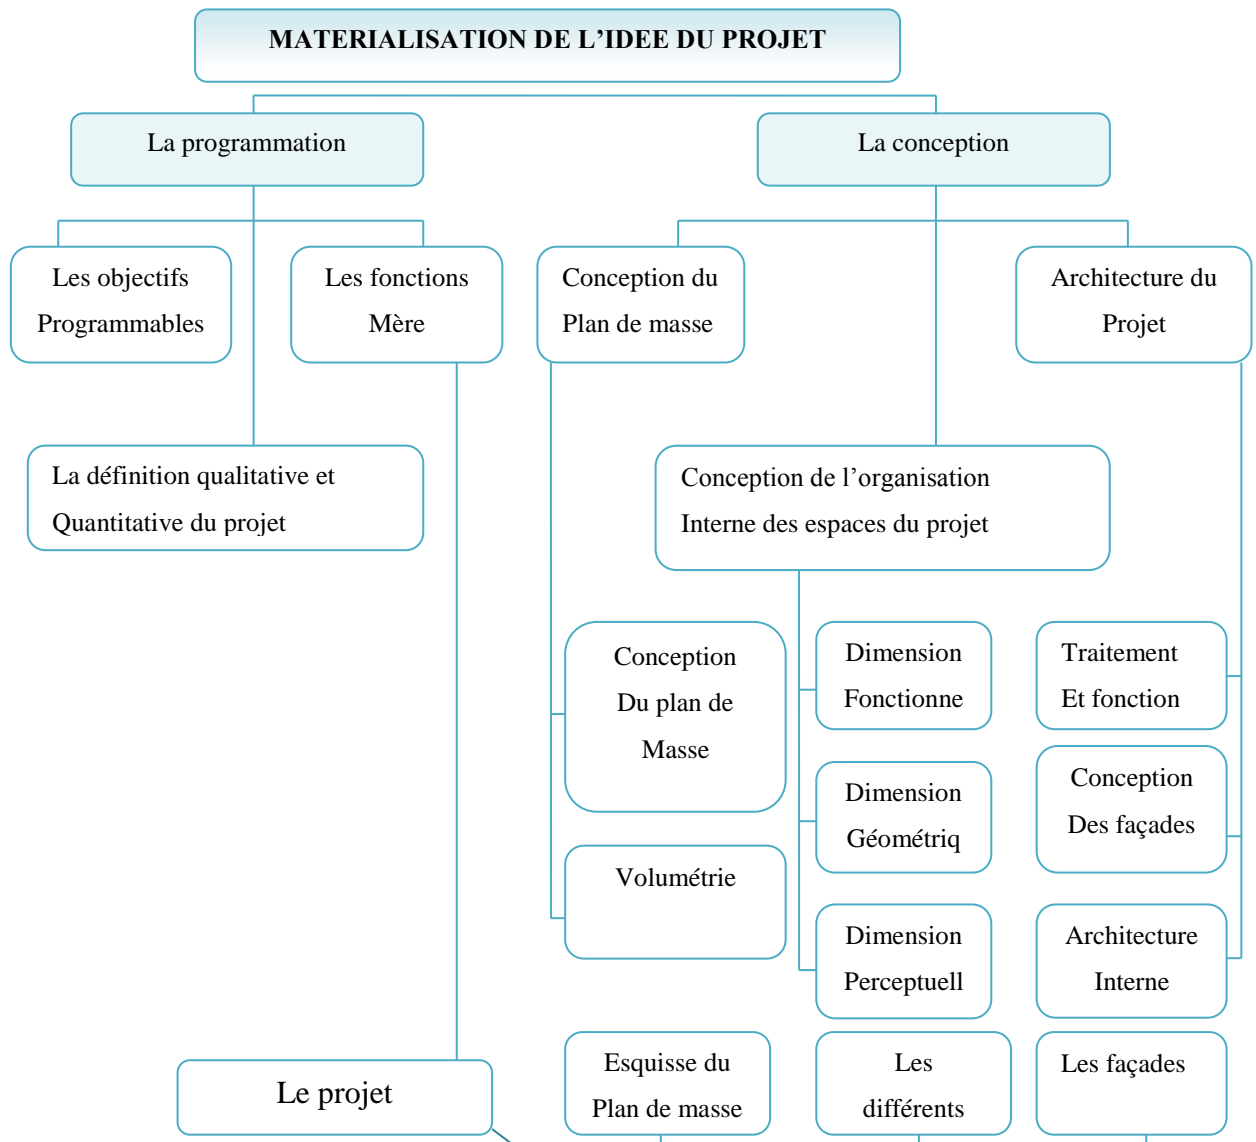 MATERIALISATION DE L’IDEE DU PROJET
La programmation
La conception
Les objectifs
Programmables
Les fonctions
Mère
Conception du
Plan de masse
Architecture du
Projet
La définition qualitative et
Quantitative du projet
Conception de l’organisation
Interne des espaces du projet
Conception
Du plan de
Masse
Dimension
Fonctionne
Traitement
Et fonction
Dimension
Géométriq
Conception
Des façades
Volumétrie
Dimension
Perceptuell
Architecture
Interne
Le projet
Esquisse du
Plan de masse
Les
différents
Les façades